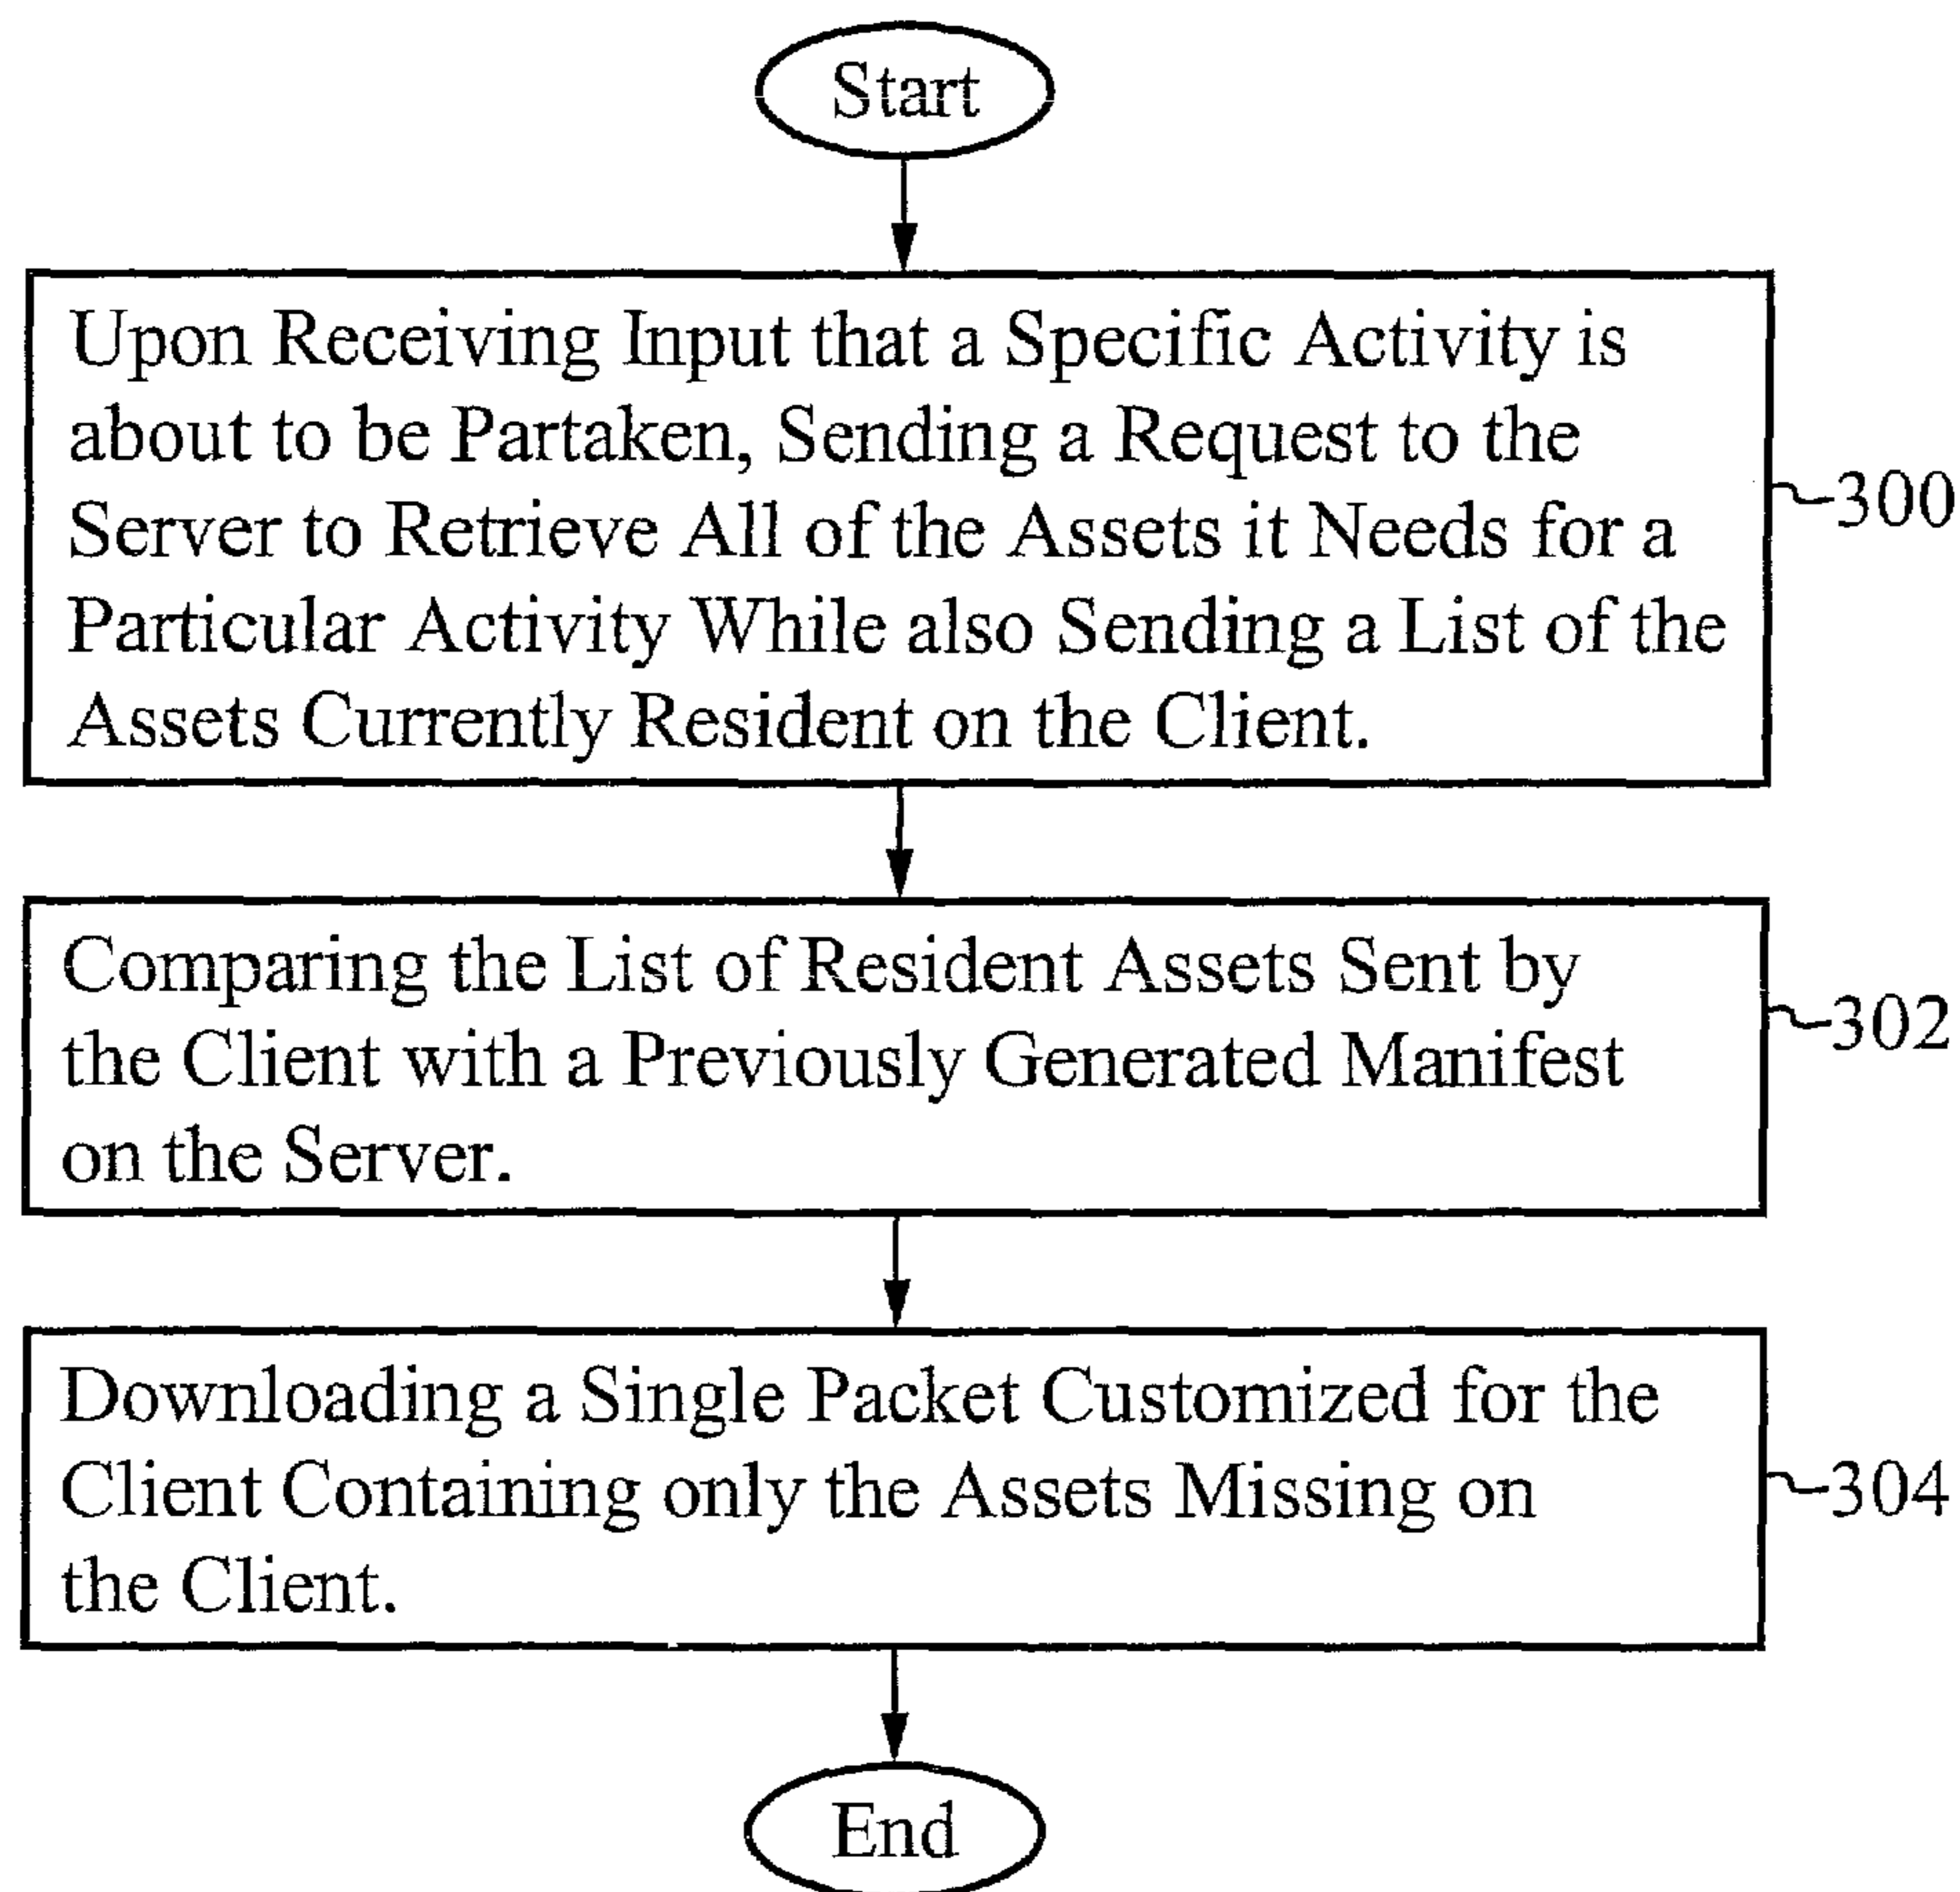 Start
Upon Receiving Input that a Specific Activity is
about to be Partaken, Sending a Request to the
Server to Retrieve All of the Assets it Needs for a
Particular Activity While also Sending a List of the
Assets Currently Resident on the Client.
300
Comparing the List of Resident Assets Sent by
the Client with a Previously Generated Manifest
on the Server.
302
Downloading a Single Packet Customized for the
Client Containing only the Assets Missing on
the Client.
304
End